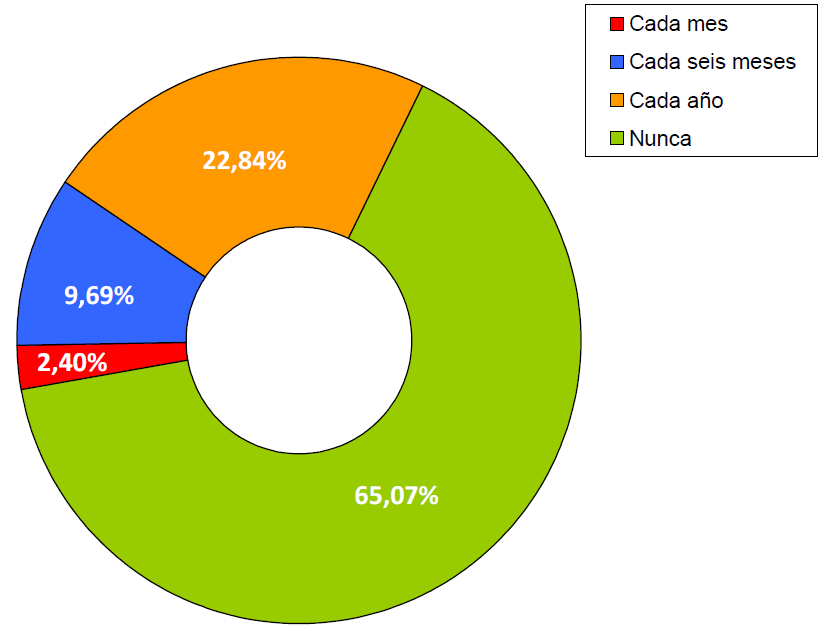 Cada mes
Cada seis meses
Cada año
Nunca
22,84%
9,69%
2,40%
65,07%